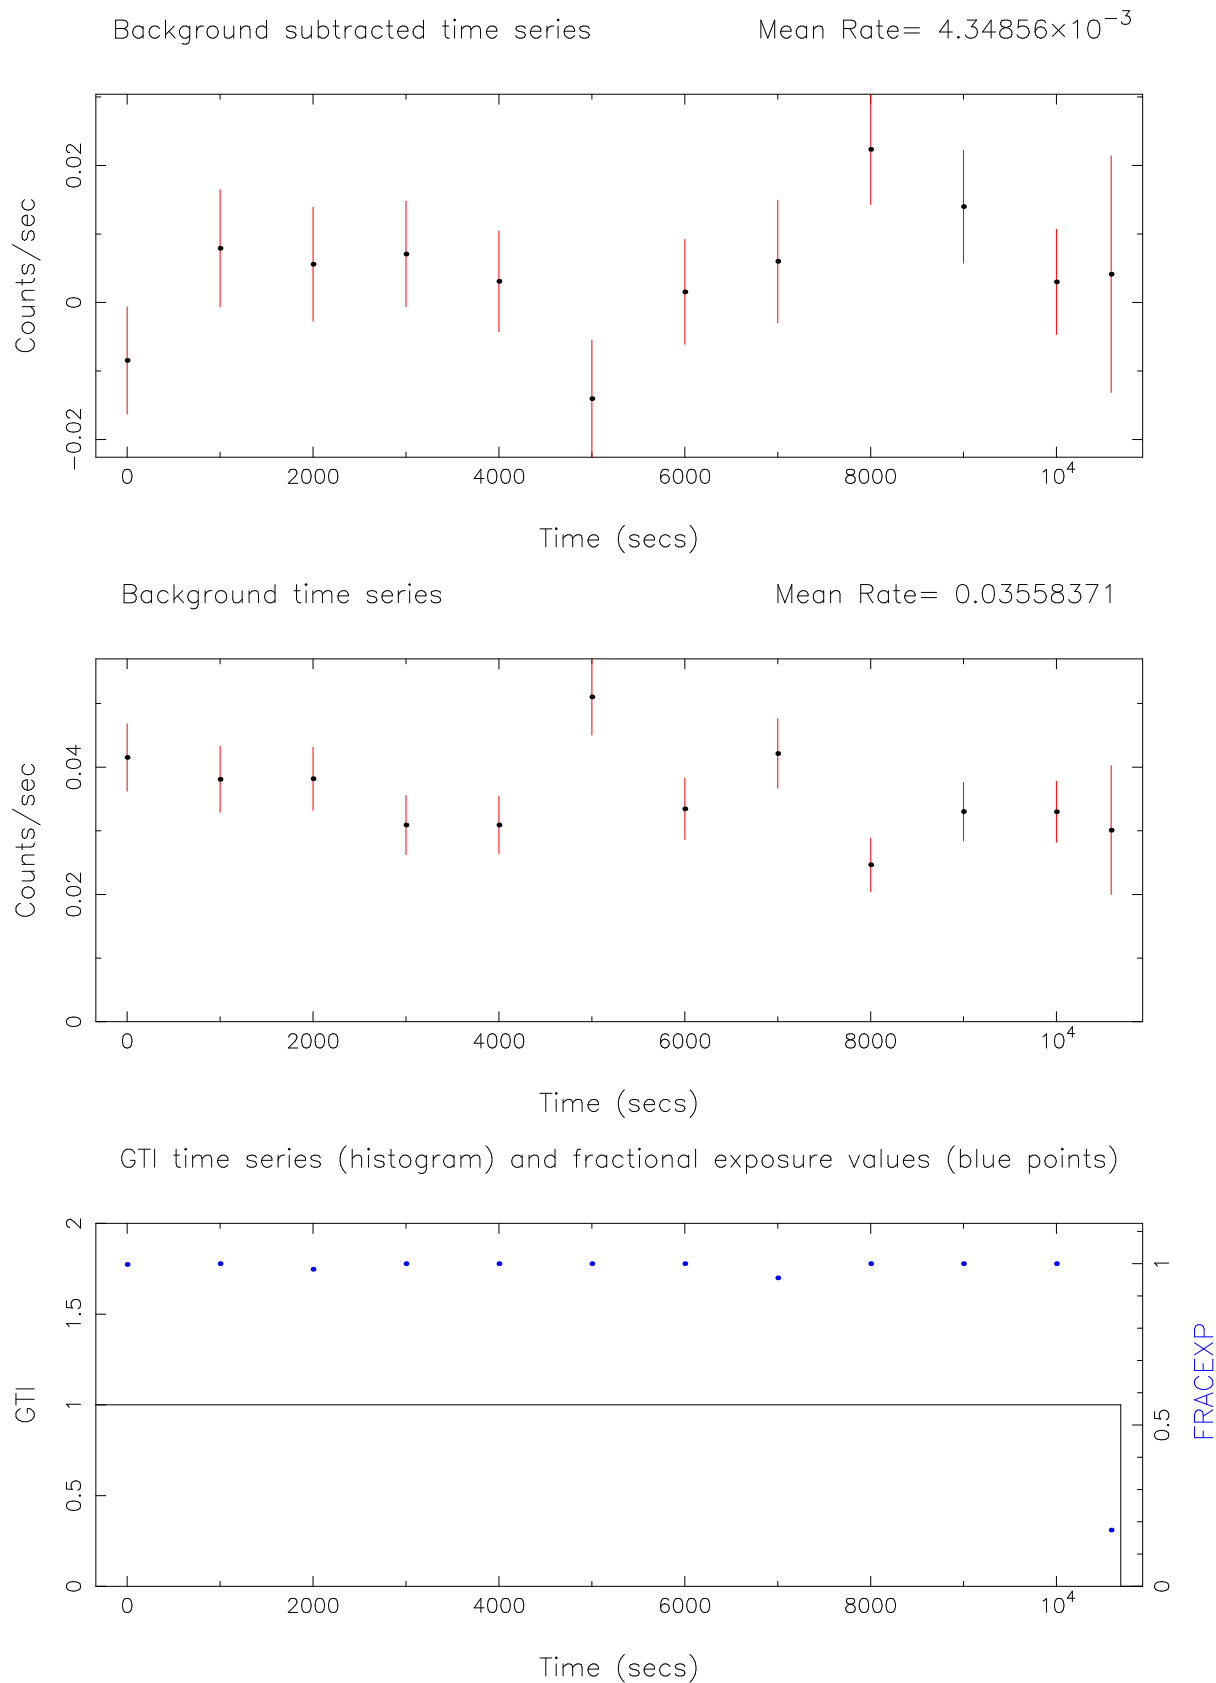 Background subtracted time series Mean Rate= 4.34856×10⁻³
0.02
0
−0.02
Counts/sec
0 2000 4000 6000 8000 10⁴
Time (secs)
Background time series Mean Rate= 0.03558371
0.04
0.02
0
Counts/sec
0 2000 4000 6000 8000 10⁴
Time (secs)
GTI time series (histogram) and fractional exposure values (blue points)
2
1.5
1
0.5
0
GTI
1
0.5
0
FRACEXP
0 2000 4000 6000 8000 10⁴
Time (secs)